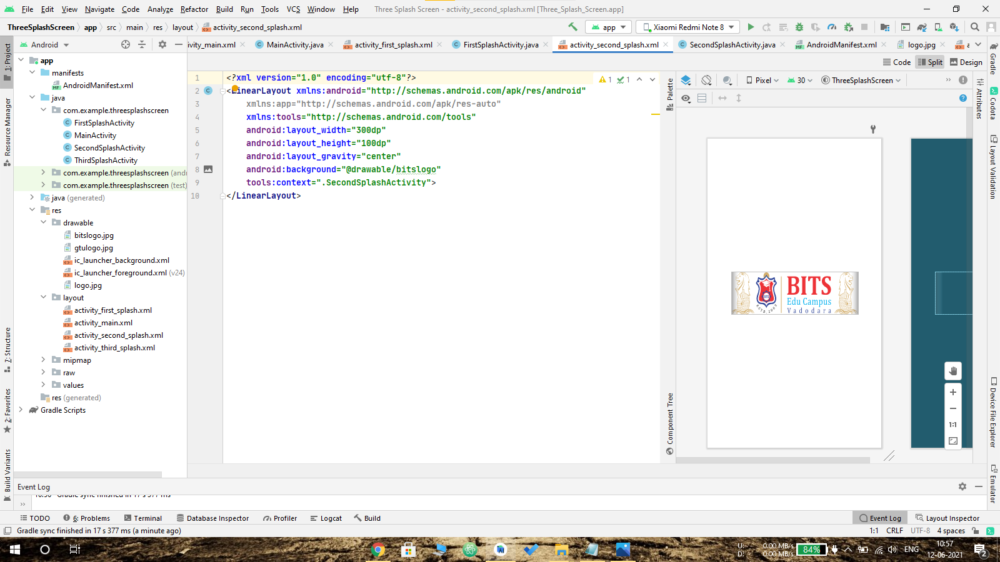 File Edit View Navigate Code Analyze Refactor Build Run Tools VCS Window Help Three Splash Screen - activity_second_splash.xml [Three_Splash_Screen.app]
ThreeSplashScreen app src main res layout activity_second_splash.xml app Xiaomi Redmi Note 8
Android ivity_main.xml MainActivity.java activity_first_splash.xml FirstSplashActivity.java activity_second_splash.xml SecondSplashActivity.java AndroidManifest.xml logo.jpg a
Code Split Design
1: Project
Resource Manager
7: Structure
2: Favorites
Build Variants
app
manifests
AndroidManifest.xml
java
com.example.threesplashscreen
FirstSplashActivity
MainActivity
SecondSplashActivity
ThirdSplashActivity
com.example.threesplashscreen (andr
com.example.threesplashscreen (test)
java (generated)
res
drawable
bitslogo.jpg
gtulogo.jpg
ic_launcher_background.xml
ic_launcher_foreground.xml (v24)
logo.jpg
layout
activity_first_splash.xml
activity_main.xml
activity_second_splash.xml
activity_third_splash.xml
mipmap
raw
values
res (generated)
Gradle Scripts
1 <?xml version="1.0" encoding="utf-8"?>
2 <LinearLayout xmlns:android="http://schemas.android.com/apk/res/android"
3 xmlns:app="http://schemas.android.com/apk/res-auto"
4 xmlns:tools="http://schemas.android.com/tools"
5 android:layout_width="300dp"
6 android:layout_height="100dp"
7 android:layout_gravity="center"
8 android:background="@drawable/bitslogo"
9 tools:context=".SecondSplashActivity">
10 </LinearLayout>
1 1
Palette
Component Tree
Pixel 30 ThreeSplashScreen
BITS
Edu Campus
Vadodara
ESTD. 2005
1:1
Attributes
Gradle
Codota
Layout Validation
Device File Explorer
Emulator
Event Log
10:56 Gradle sync finished in 17 s 377 ms
TODO 6: Problems Terminal Database Inspector Profiler Logcat Build Event Log Layout Inspector
Gradle sync finished in 17 s 377 ms (a minute ago) 1:1 CRLF UTF-8 4 spaces
U: 0.00 MB/s
D: 0.00 MB/s
84%
ENG
10:57
12-06-2021
2